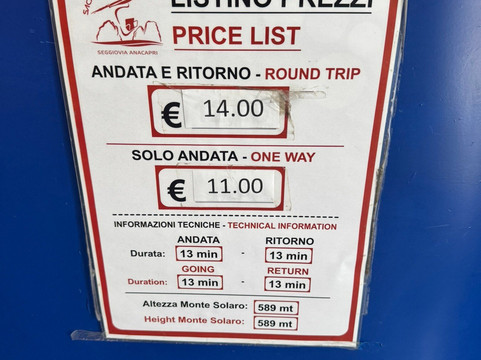 LISTINO PREZZI
SEGGIOVIA ANACAPRI
PRICE LIST
ANDATA E RITORNO - ROUND TRIP
€ 14.00
SOLO ANDATA - ONE WAY
€ 11.00
INFORMAZIONI TECNICHE - TECHNICAL INFORMATION
ANDATA RITORNO
Durata: 13 min - 13 min
GOING RETURN
Duration: 13 min - 13 min
Altezza Monte Solaro: 589 mt
Height Monte Solaro: 589 mt